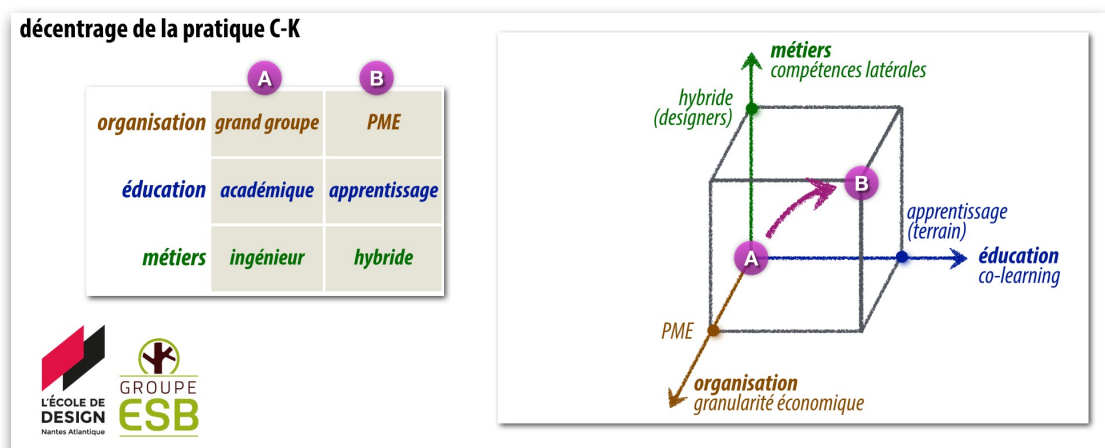 décentrage de la pratique C-K
A B
organisation grand groupe PME
éducation académique apprentissage
métiers ingénieur hybride
L'ÉCOLE DE
DESIGN
Nantes Atlantique
GROUPE
ESB
métiers
compétences latérales
hybride
(designers)
B
apprentissage
(terrain)
A
éducation
co-learning
PME
organisation
granularité économique